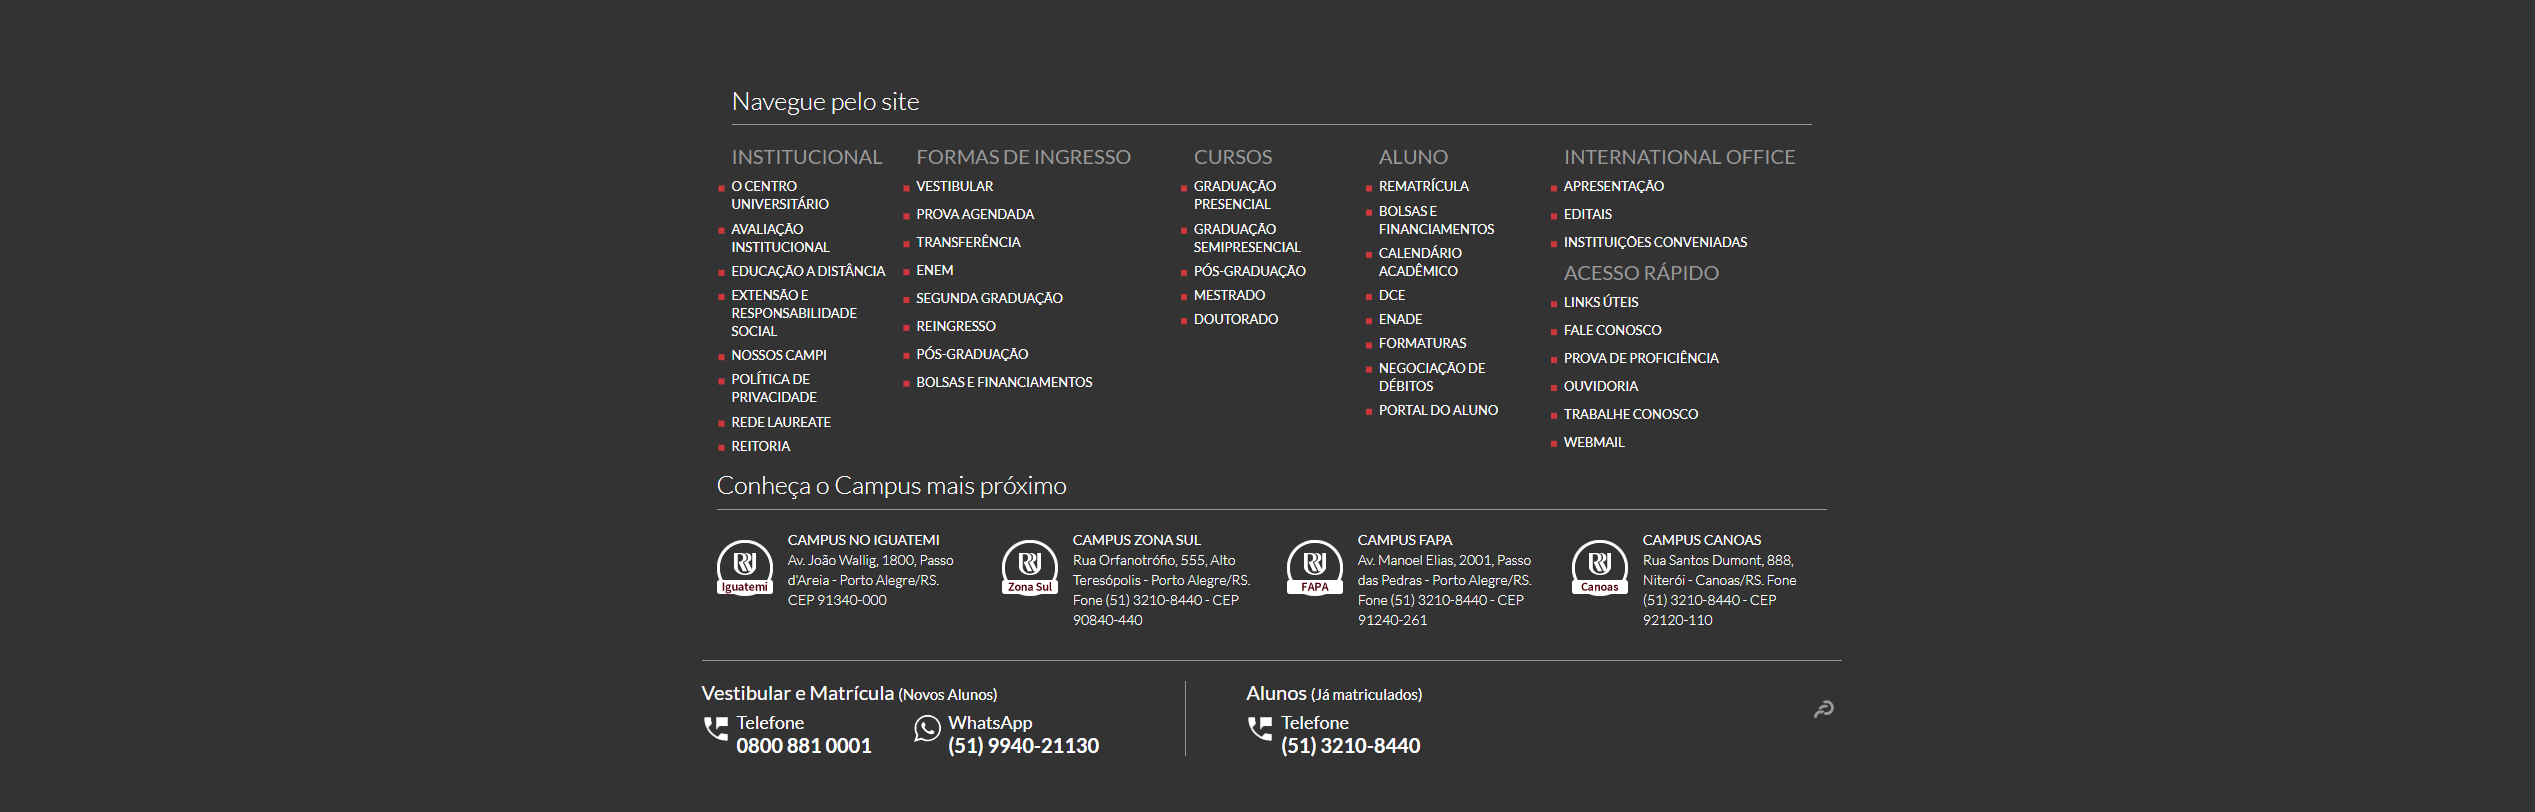 Navegue pelo site
INSTITUCIONAL
O CENTRO
UNIVERSITÁRIO
AVALIAÇÃO
INSTITUCIONAL
EDUCAÇÃO A DISTÂNCIA
EXTENSÃO E
RESPONSABILIDADE
SOCIAL
NOSSOS CAMPI
POLÍTICA DE
PRIVACIDADE
REDE LAUREATE
REITORIA
FORMAS DE INGRESSO
VESTIBULAR
PROVA AGENDADA
TRANSFERÊNCIA
ENEM
SEGUNDA GRADUAÇÃO
REINGRESSO
PÓS-GRADUAÇÃO
BOLSAS E FINANCIAMENTOS
CURSOS
GRADUAÇÃO
PRESENCIAL
GRADUAÇÃO
SEMIPRESENCIAL
PÓS-GRADUAÇÃO
MESTRADO
DOUTORADO
ALUNO
REMATRÍCULA
BOLSAS E
FINANCIAMENTOS
CALENDÁRIO
ACADÊMICO
DCE
ENADE
FORMATURAS
NEGOCIAÇÃO DE
DÉBITOS
PORTAL DO ALUNO
INTERNATIONAL OFFICE
APRESENTAÇÃO
EDITAIS
INSTITUIÇÕES CONVENIADAS
ACESSO RÁPIDO
LINKS ÚTEIS
FALE CONOSCO
PROVA DE PROFICIÊNCIA
OUVIDORIA
TRABALHE CONOSCO
WEBMAIL
Conheça o Campus mais próximo
Iguatemi
CAMPUS NO IGUATEMI
Av. João Wallig, 1800, Passo
d'Areia - Porto Alegre/RS.
CEP 91340-000
Zona Sul
CAMPUS ZONA SUL
Rua Orfanotrófio, 555, Alto
Teresópolis - Porto Alegre/RS.
Fone (51) 3210-8440 - CEP
90840-440
FAPA
CAMPUS FAPA
Av. Manoel Elias, 2001, Passo
das Pedras - Porto Alegre/RS.
Fone (51) 3210-8440 - CEP
91240-261
Canoas
CAMPUS CANOAS
Rua Santos Dumont, 888,
Niterói - Canoas/RS. Fone
(51) 3210-8440 - CEP
92120-110
Vestibular e Matrícula (Novos Alunos)
Telefone
0800 881 0001
WhatsApp
(51) 9940-21130
Alunos (Já matriculados)
Telefone
(51) 3210-8440